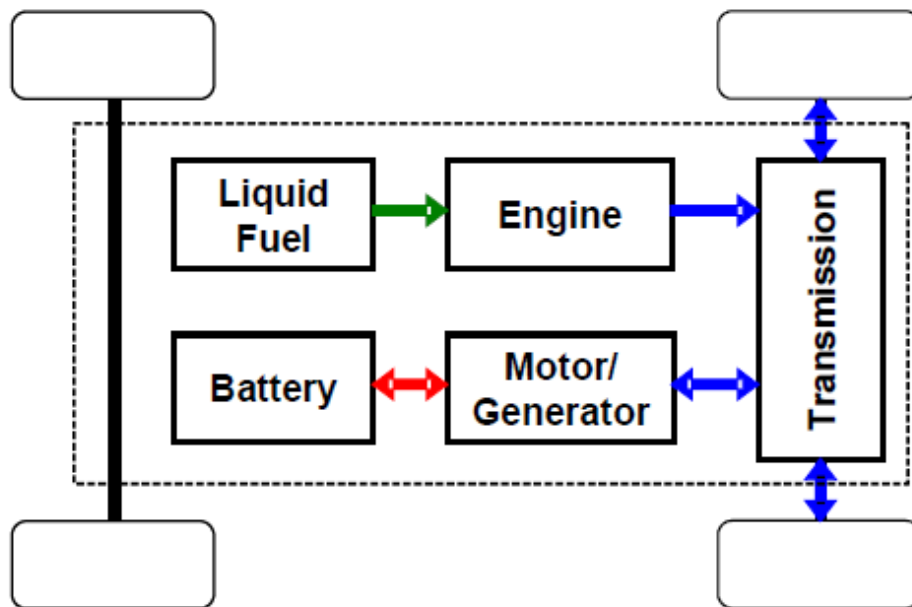 Liquid
Fuel
Engine
Transmission
Battery
Motor/
Generator